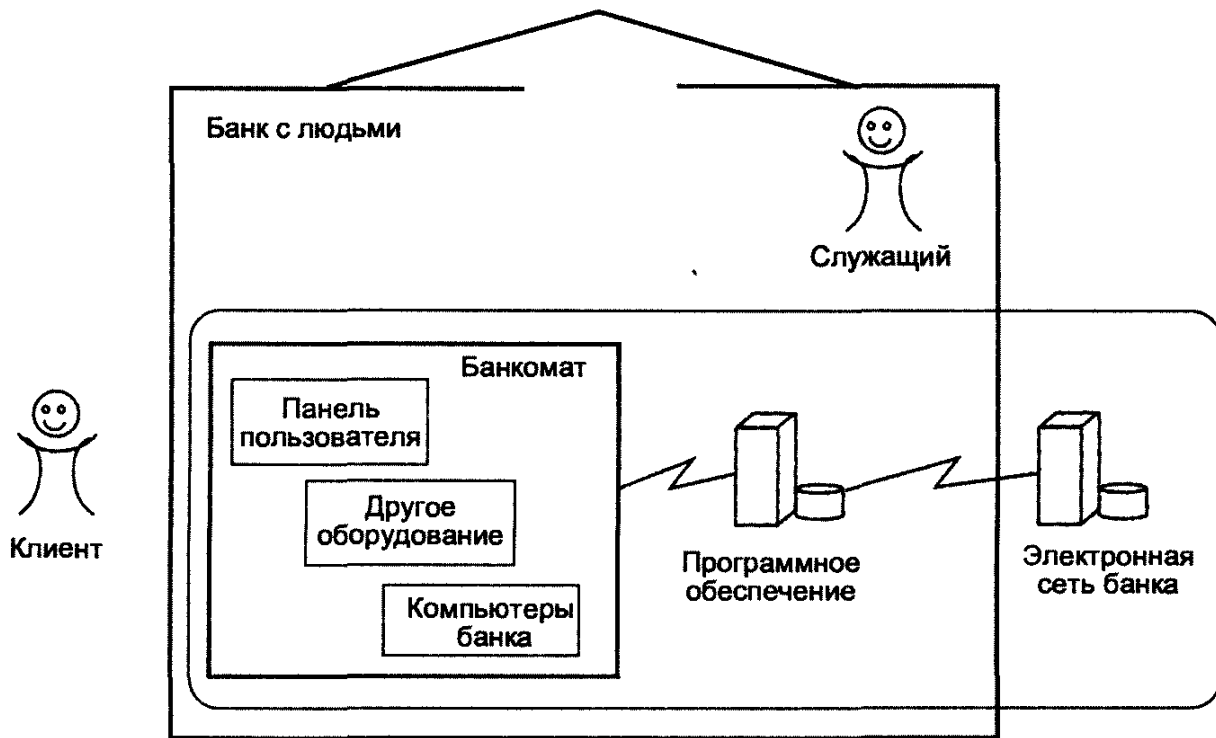 Банк с людьми
Служащий
Банкомат
Панель
пользователя
Другое
оборудование
Компьютеры
банка
Клиент
Программное
обеспечение
Электронная
сеть банка